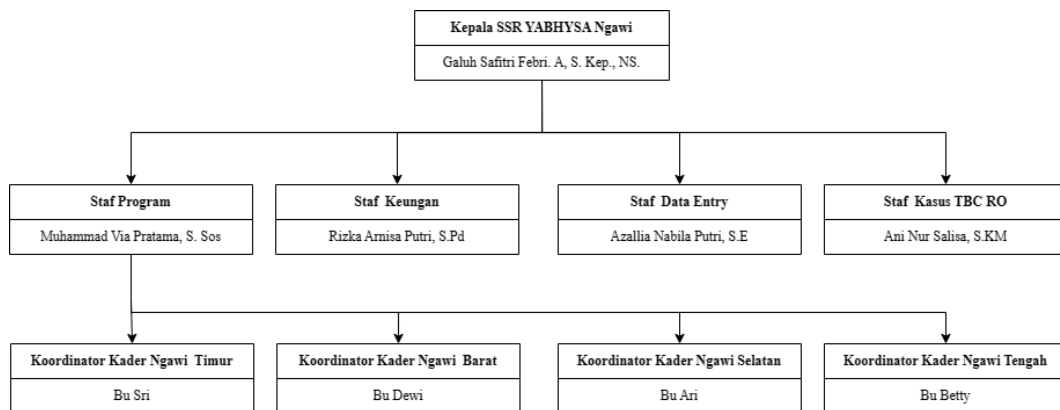 Kepala SSR YABHYSA Ngawi
Galuh Safitri Febri. A, S. Kep., NS.
Staf Program
Muhammad Via Pratama, S. Sos
Staf Keungan
Rizka Arnisa Putri, S.Pd
Staf Data Entry
Azallia Nabila Putri, S.E
Staf Kasus TBC RO
Ani Nur Salisa, S.KM
Koordinator Kader Ngawi Timur
Bu Sri
Koordinator Kader Ngawi Barat
Bu Dewi
Koordinator Kader Ngawi Selatan
Bu Ari
Koordinator Kader Ngawi Tengah
Bu Betty